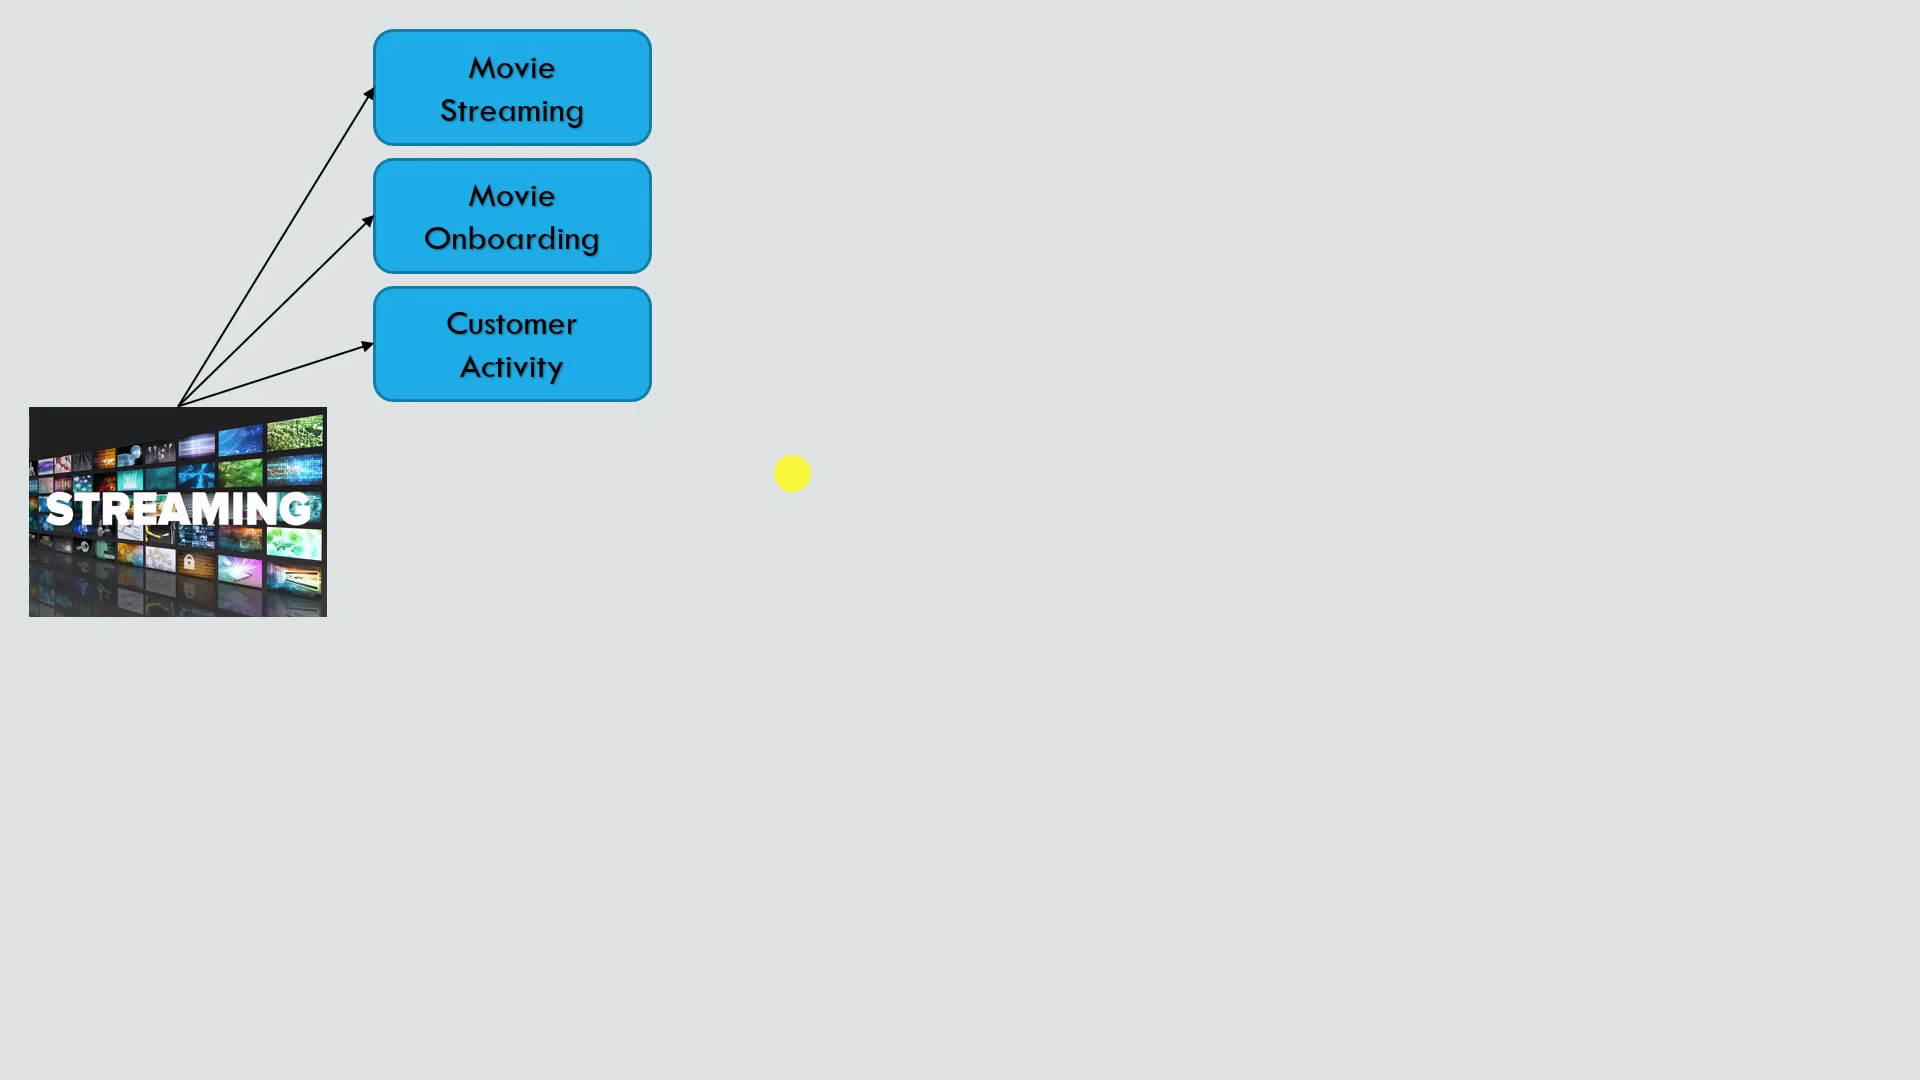 Movie
Streaming
Movie
Onboarding
Customer
Activity
STREAMING